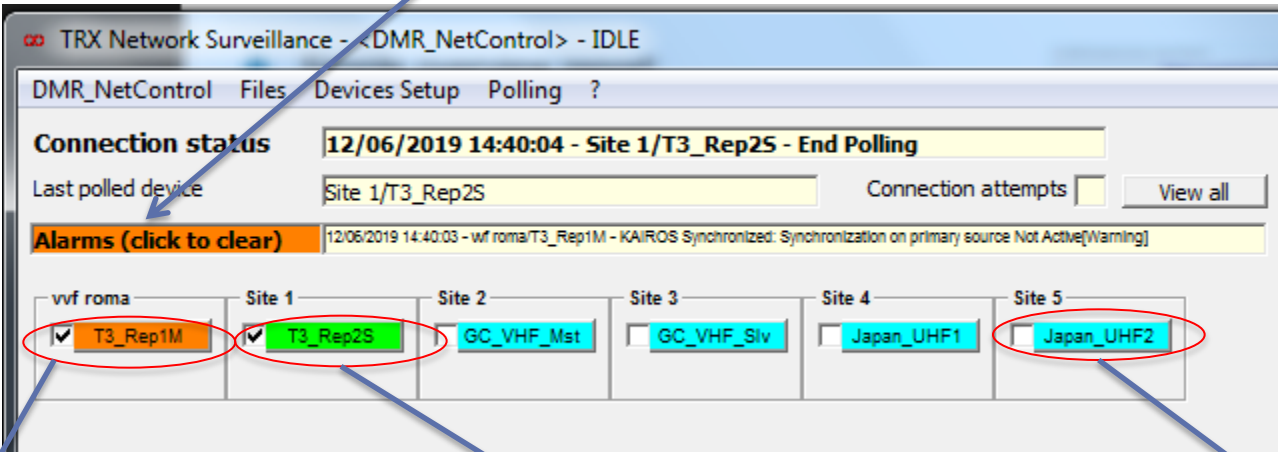 TRX Network Surveillance - <DMR_NetControl> - IDLE
DMR_NetControl Files Devices Setup Polling ?
Connection status 12/06/2019 14:40:04 - Site 1/T3_Rep2S - End Polling
Last polled device Site 1/T3_Rep2S Connection attempts View all
Alarms (click to clear) 12/06/2019 14:40:03 - vvf roma/T3_Rep1M - KAIROS Synchronized: Synchronization on primary source Not Active[Warning]
vvf roma Site 1 Site 2 Site 3 Site 4 Site 5
T3_Rep1M T3_Rep2S GC_VHF_Mst GC_VHF_Slv Japan_UHF1 Japan_UHF2